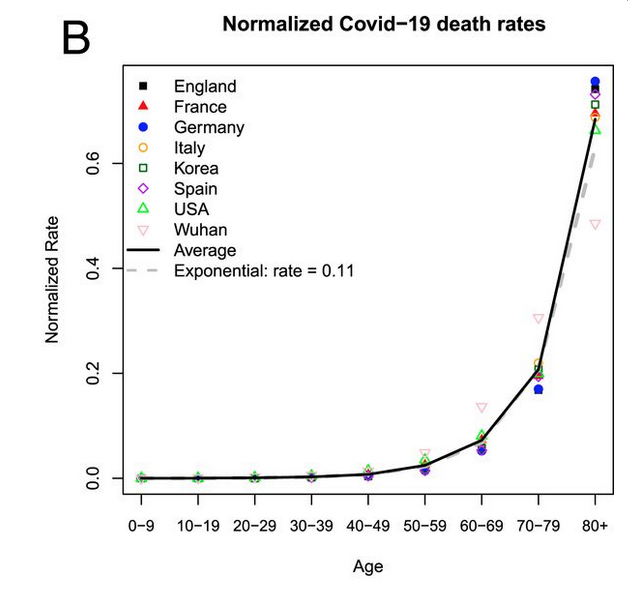 B
Normalized Covid−19 death rates
England
France
Germany
Italy
Korea
Spain
USA
Wuhan
Average
Exponential: rate = 0.11
Normalized Rate
0.6
0.4
0.2
0.0
0−9 10−19 20−29 30−39 40−49 50−59 60−69 70−79 80+
Age